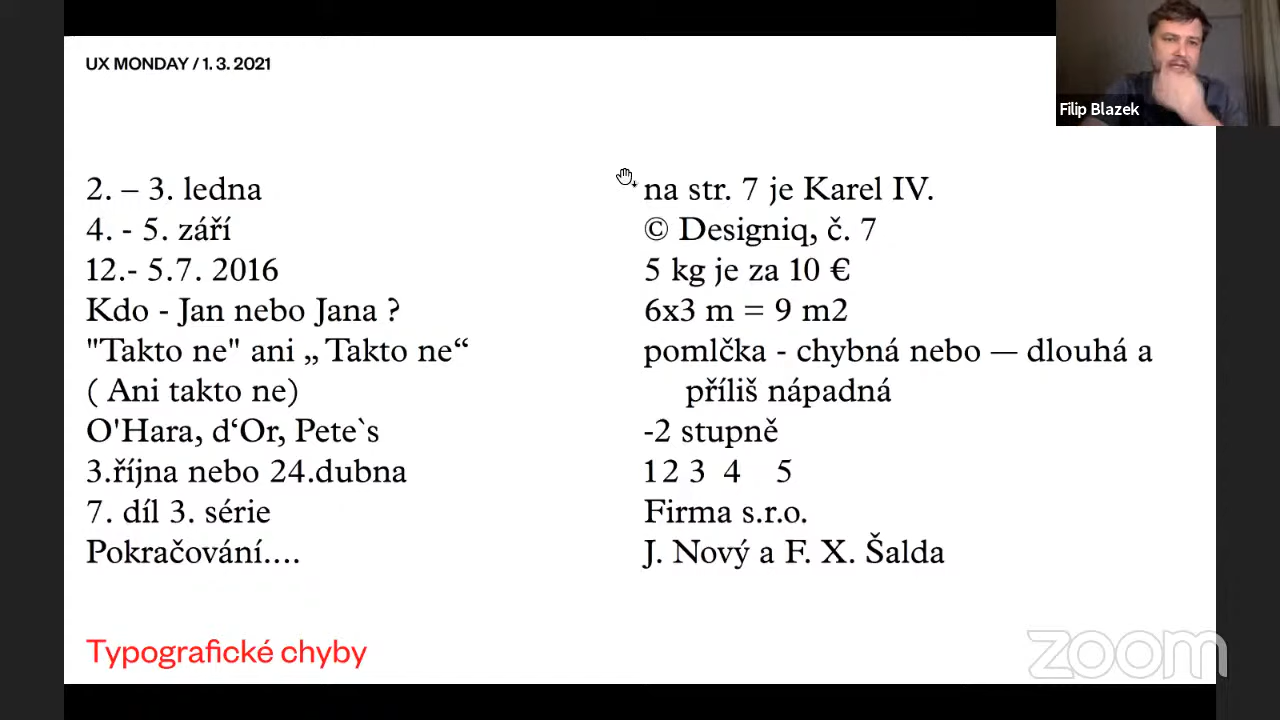 UX MONDAY / 1. 3. 2021
Filip Blazek
2. – 3. ledna
4. - 5. září
12.- 5.7. 2016
Kdo - Jan nebo Jana ?
"Takto ne" ani „ Takto ne“
( Ani takto ne)
O'Hara, d‘Or, Pete`s
3.října nebo 24.dubna
7. díl 3. série
Pokračování....
na str. 7 je Karel IV.
© Designiq, č. 7
5 kg je za 10 €
6x3 m = 9 m2
pomlčka - chybná nebo — dlouhá a
příliš nápadná
-2 stupně
12 3  4    5
Firma s.r.o.
J. Nový a F. X. Šalda
Typografické chyby
zoom